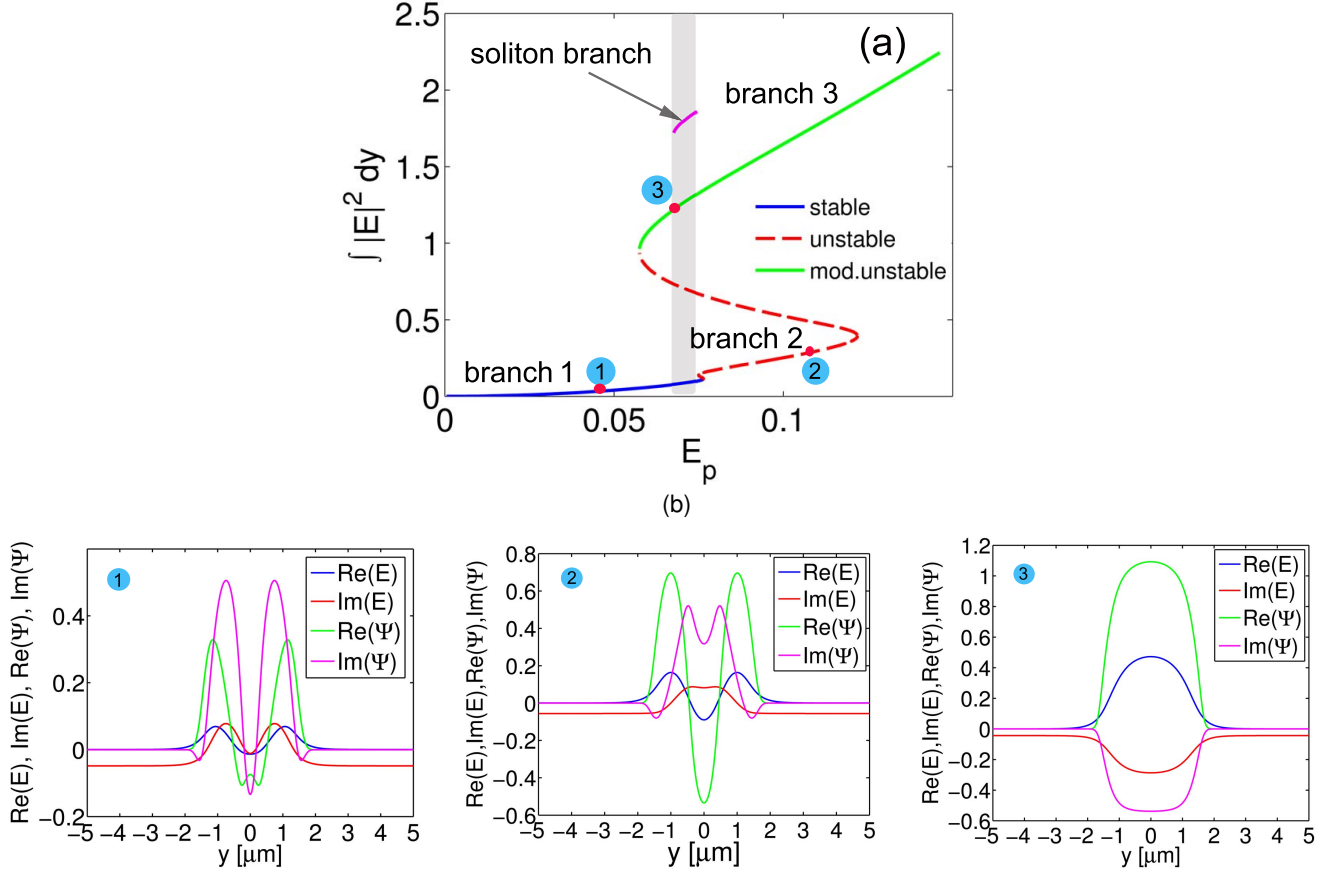 2.5
(a)
soliton branch
2
branch 3
1.5
∫ |E|² dy
3
stable
1
unstable
mod.unstable
0.5
branch 2
branch 1
1
2
0
0
0.05
0.1
E_p
(b)
Re(E), Im(E), Re(Ψ), Im(Ψ)
1
Re(E)
Im(E)
Re(Ψ)
Im(Ψ)
0.4
0.2
0
−0.2
−5 −4 −3 −2 −1 0 1 2 3 4 5
y [μm]
Re(E),Im(E),Re(Ψ),Im(Ψ)
2
Re(E)
Im(E)
Re(Ψ)
Im(Ψ)
0.8
0.6
0.4
0.2
0
−0.2
−0.4
−0.6
−5 −4 −3 −2 −1 0 1 2 3 4 5
y [μm]
Re(E),Im(E),Re(Ψ),Im(Ψ)
3
Re(E)
Im(E)
Re(Ψ)
Im(Ψ)
1.2
1
0.8
0.6
0.4
0.2
0
−0.2
−0.4
−0.6
−5 −4 −3 −2 −1 0 1 2 3 4 5
y [μm]